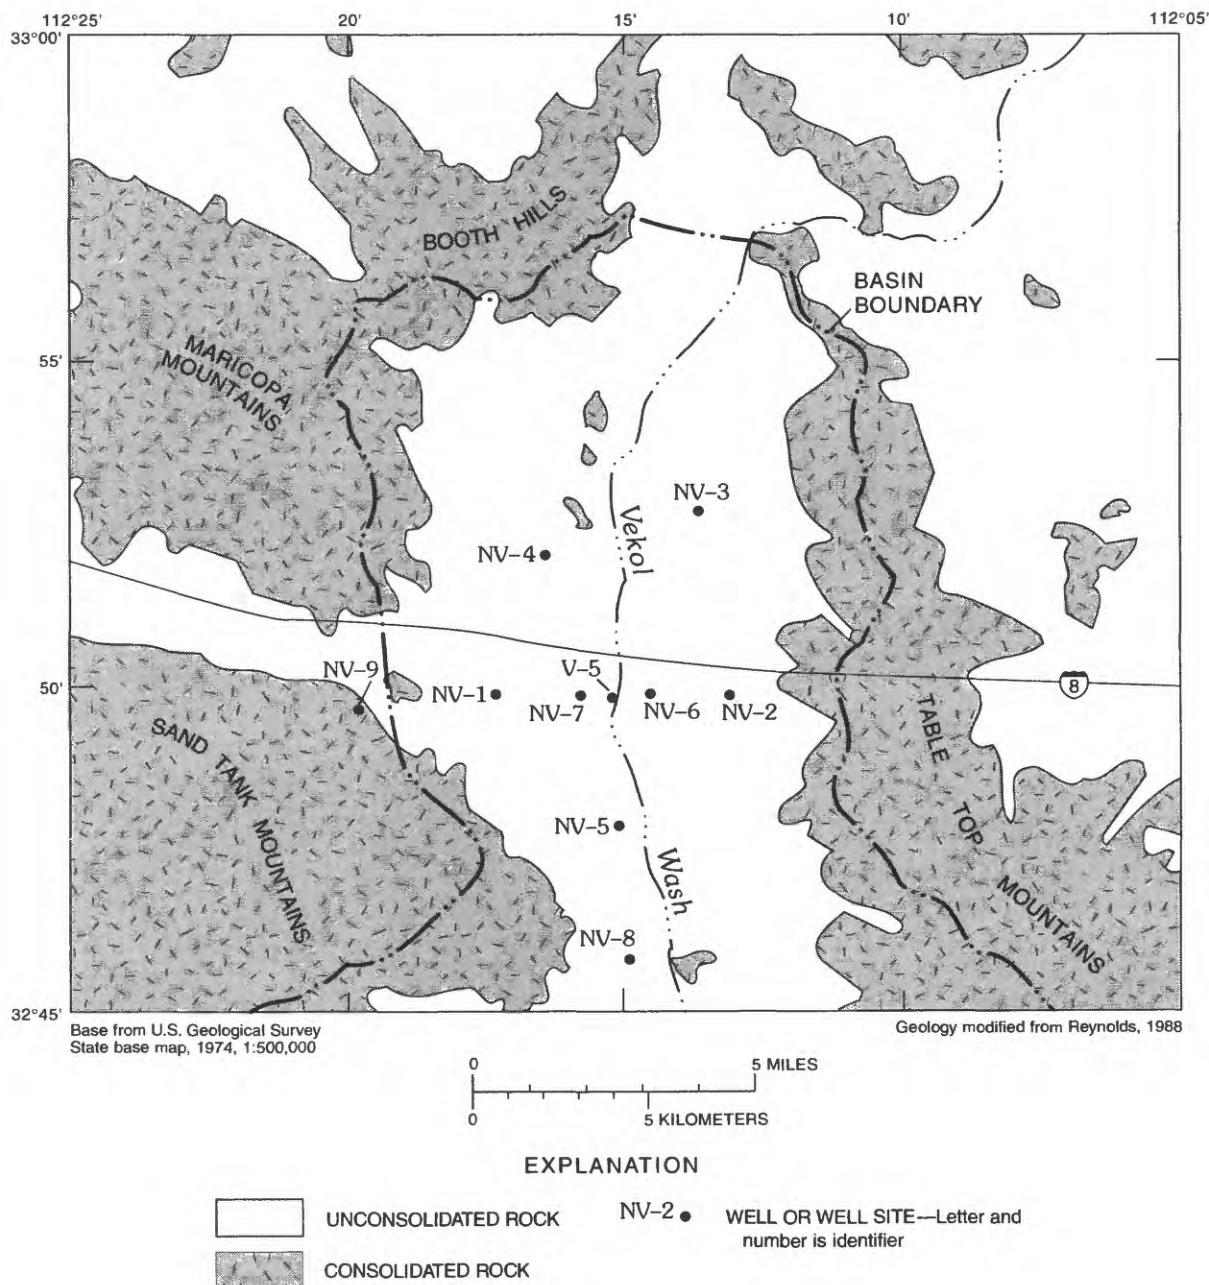 112°25' 20' 15' 10' 112°05'
33°00'
BOOTH HILLS
BASIN
BOUNDARY
55'
MARICOPA
MOUNTAINS
NV–3
Vekol
NV–4
50'
NV–9
NV–1
V–5
NV–7
NV–6
NV–2
8
SAND TANK MOUNTAINS
TABLE TOP MOUNTAINS
NV–5
Wash
NV–8
32°45'
Base from U.S. Geological Survey
State base map, 1974, 1:500,000
Geology modified from Reynolds, 1988
0 5 MILES
0 5 KILOMETERS
EXPLANATION
UNCONSOLIDATED ROCK
CONSOLIDATED ROCK
NV–2
WELL OR WELL SITE—Letter and
number is identifier